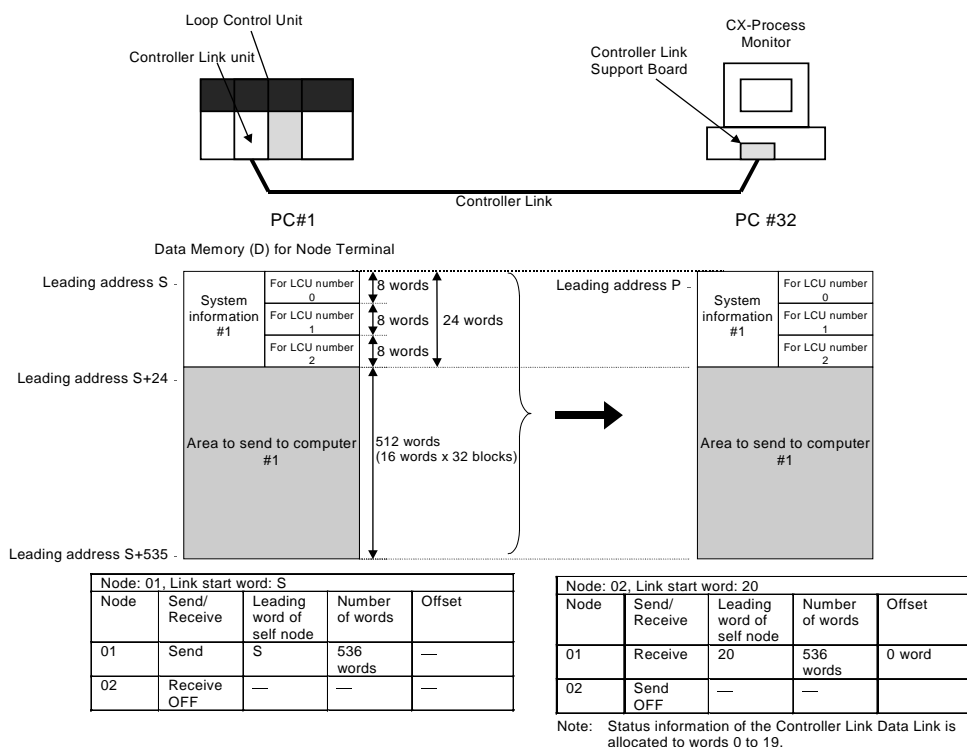 Loop Control Unit
Controller Link unit
CX-Process
Monitor
Controller Link
Support Board
Controller Link
PC#1
PC #32
Data Memory (D) for Node Terminal
Leading address S
System
information
#1
For LCU number
0
For LCU number
1
For LCU number
2
8 words
8 words
8 words
24 words
Leading address P
System
information
#1
For LCU number
0
For LCU number
1
For LCU number
2
Leading address S+24
Area to send to computer
#1
512 words
(16 words x 32 blocks)
Area to send to computer
#1
Leading address S+535
Node: 01, Link start word: S
Node Send/ Receive Leading word of self node Number of words Offset
01 Send S 536 words —
02 Receive OFF — — —
Node: 02, Link start word: 20
Node Send/ Receive Leading word of self node Number of words Offset
01 Receive 20 536 words 0 word
02 Send OFF — —
Note: Status information of the Controller Link Data Link is
allocated to words 0 to 19.